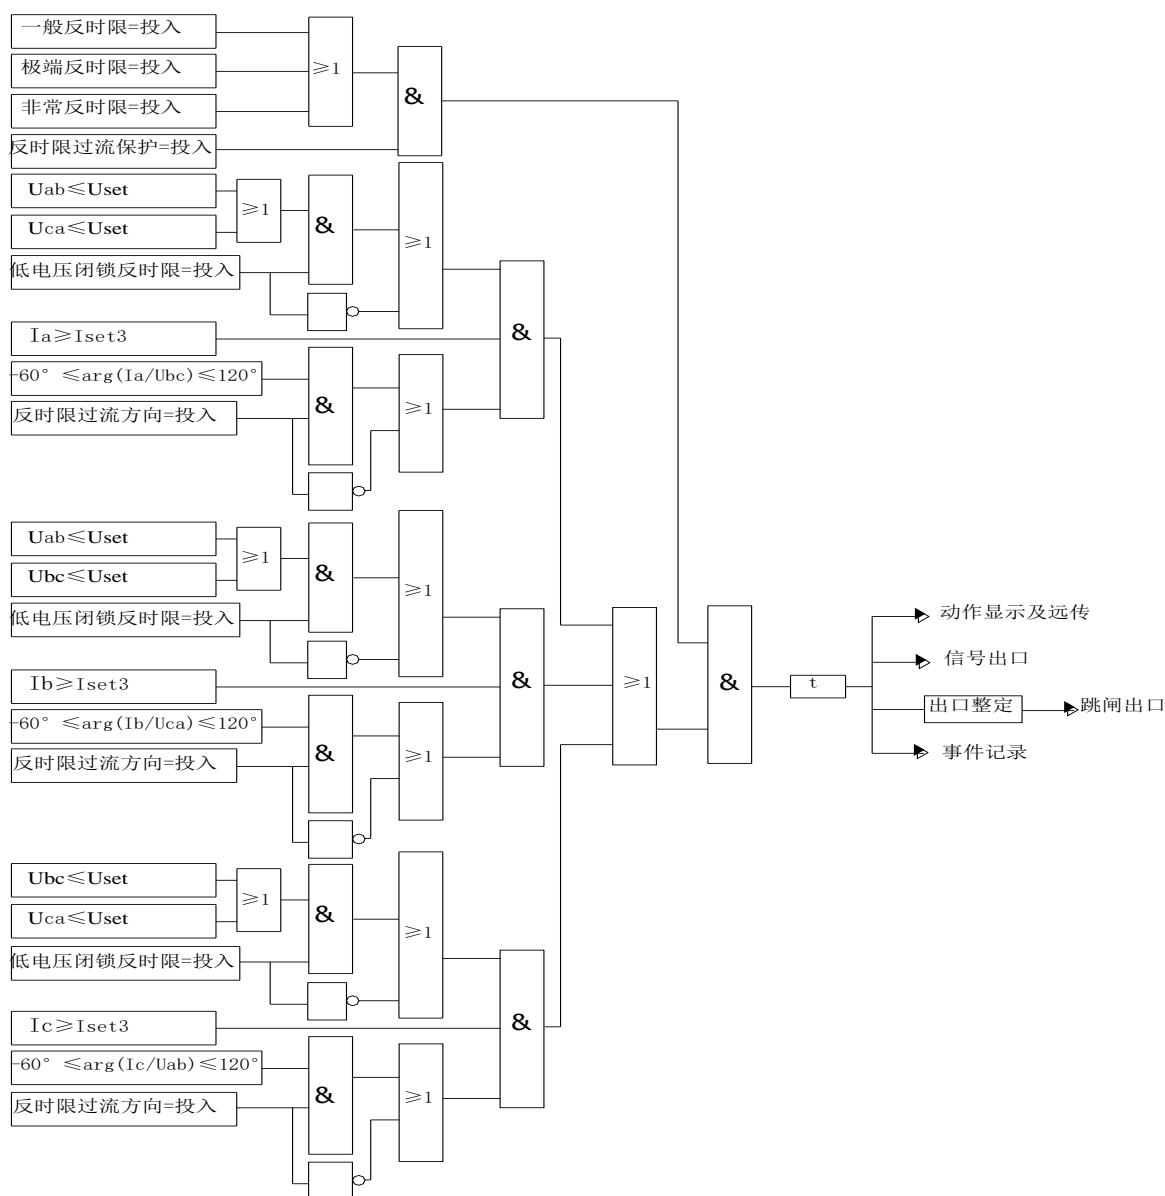 一般反时限=投入
极端反时限=投入
≥1
非常反时限=投入
&
反时限过流保护=投入
Uab≤Uset
≥1
Uca≤Uset
&
≥1
低电压闭锁反时限=投入
Ia≥Iset3
&
-60° ≤arg(Ia/Ubc)≤120°
反时限过流方向=投入
&
≥1
Uab≤Uset
≥1
Ubc≤Uset
&
≥1
低电压闭锁反时限=投入
Ib≥Iset3
&
-60° ≤arg(Ib/Uca)≤120°
反时限过流方向=投入
&
≥1
≥1
&
t
动作显示及远传
信号出口
出口整定
跳闸出口
事件记录
Ubc≤Uset
≥1
Uca≤Uset
&
≥1
低电压闭锁反时限=投入
Ic≥Iset3
&
-60° ≤arg(Ic/Uab)≤120°
反时限过流方向=投入
&
≥1